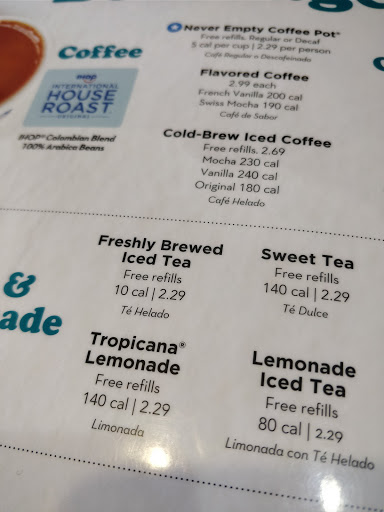 Coffee
IHOP
INTERNATIONAL
HOUSE
ROAST
ORIGINAL
IHOP® Colombian Blend
100% Arabica Beans
Never Empty Coffee Pot®
Free refills. Regular or Decaf
5 cal per cup | 2.29 per person
Café Regular o Descafeinado
Flavored Coffee
2.99 each
French Vanilla 200 cal
Swiss Mocha 190 cal
Café de Sabor
Cold-Brew Iced Coffee
Free refills. 2.69
Mocha 230 cal
Vanilla 240 cal
Original 180 cal
Café Helado
&
ade
Freshly Brewed
Iced Tea
Free refills
10 cal | 2.29
Té Helado
Sweet Tea
Free refills
140 cal | 2.29
Té Dulce
Tropicana®
Lemonade
Free refills
140 cal | 2.29
Limonada
Lemonade
Iced Tea
Free refills
80 cal | 2.29
Limonada con Té Helado